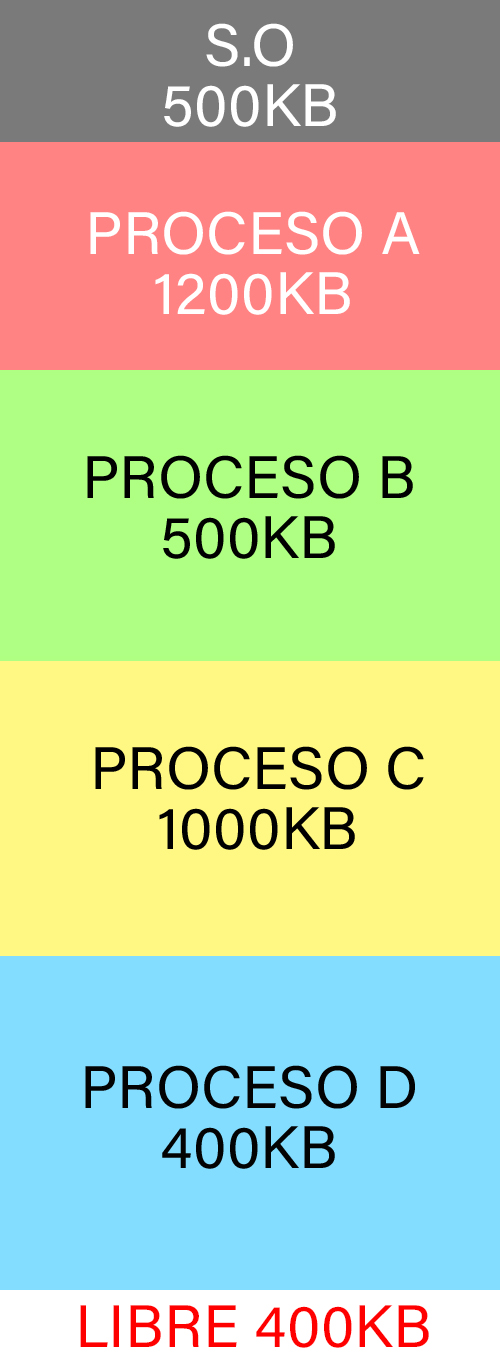 S.O
500KB
PROCESO A
1200KB
PROCESO B
500KB
PROCESO C
1000KB
PROCESO D
400KB
LIBRE 400KB